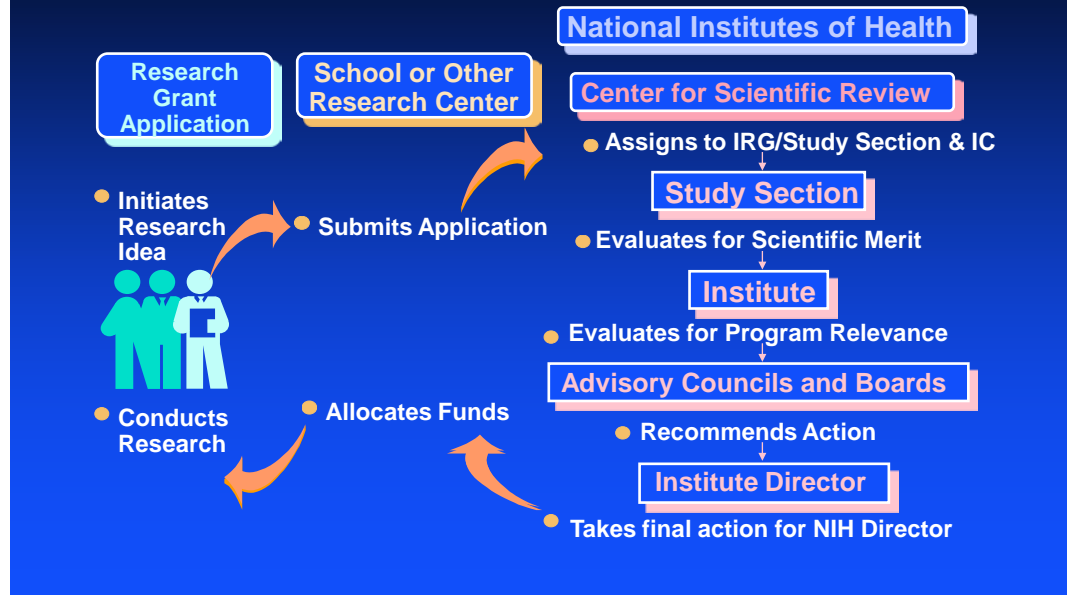 National Institutes of Health
Research
Grant
Application
School or Other
Research Center
Center for Scientific Review
Assigns to IRG/Study Section & IC
Study Section
Initiates
Research
Idea
Submits Application
Evaluates for Scientific Merit
Institute
Evaluates for Program Relevance
Advisory Councils and Boards
Conducts
Research
Allocates Funds
Recommends Action
Institute Director
Takes final action for NIH Director